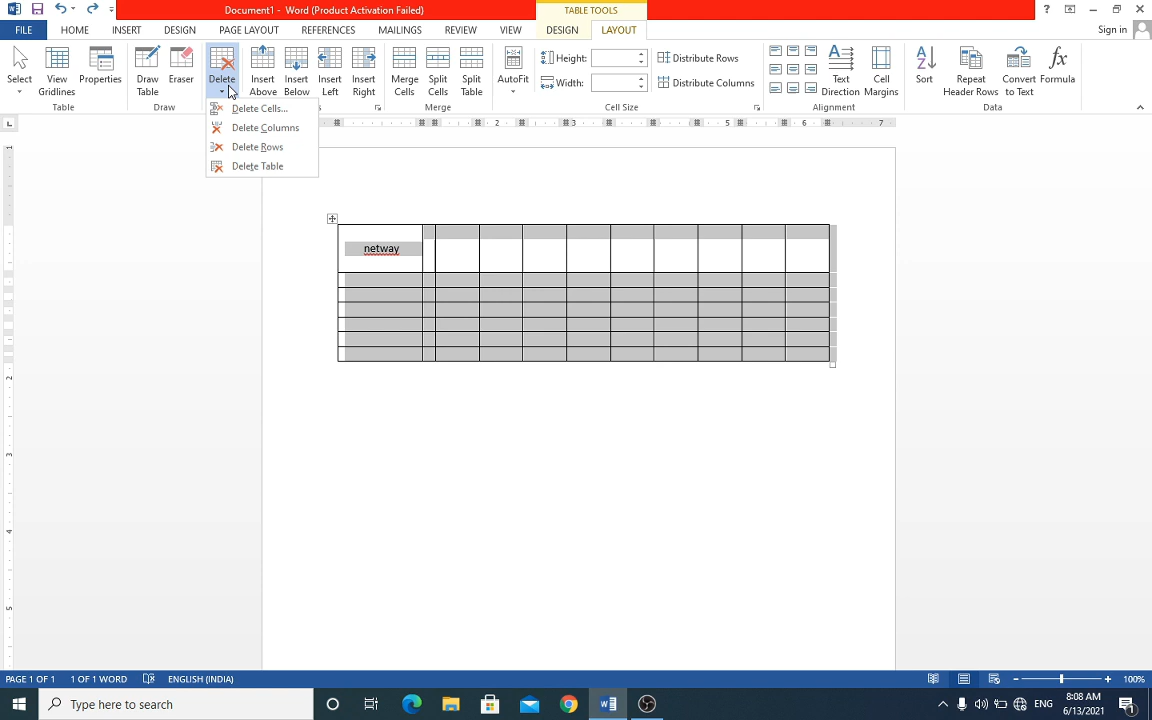 Document1 - Word (Product Activation Failed)
TABLE TOOLS
?
FILE HOME INSERT DESIGN PAGE LAYOUT REFERENCES MAILINGS REVIEW VIEW DESIGN LAYOUT
Sign in
Select
View Gridlines
Properties
Draw Table
Eraser
Delete
Insert Above
Insert Below
Insert Left
Insert Right
Merge Cells
Split Cells
Split Table
AutoFit
Height:
Width:
Distribute Rows
Distribute Columns
Text Direction
Cell Margins
Sort
Repeat Header Rows
Convert to Text
Formula
Table
Draw
Merge
Cell Size
Alignment
Data
Delete Cells...
Delete Columns
Delete Rows
Delete Table
netway
PAGE 1 OF 1 1 OF 1 WORD ENGLISH (INDIA)
100%
Type here to search
ENG
8:08 AM
6/13/2021